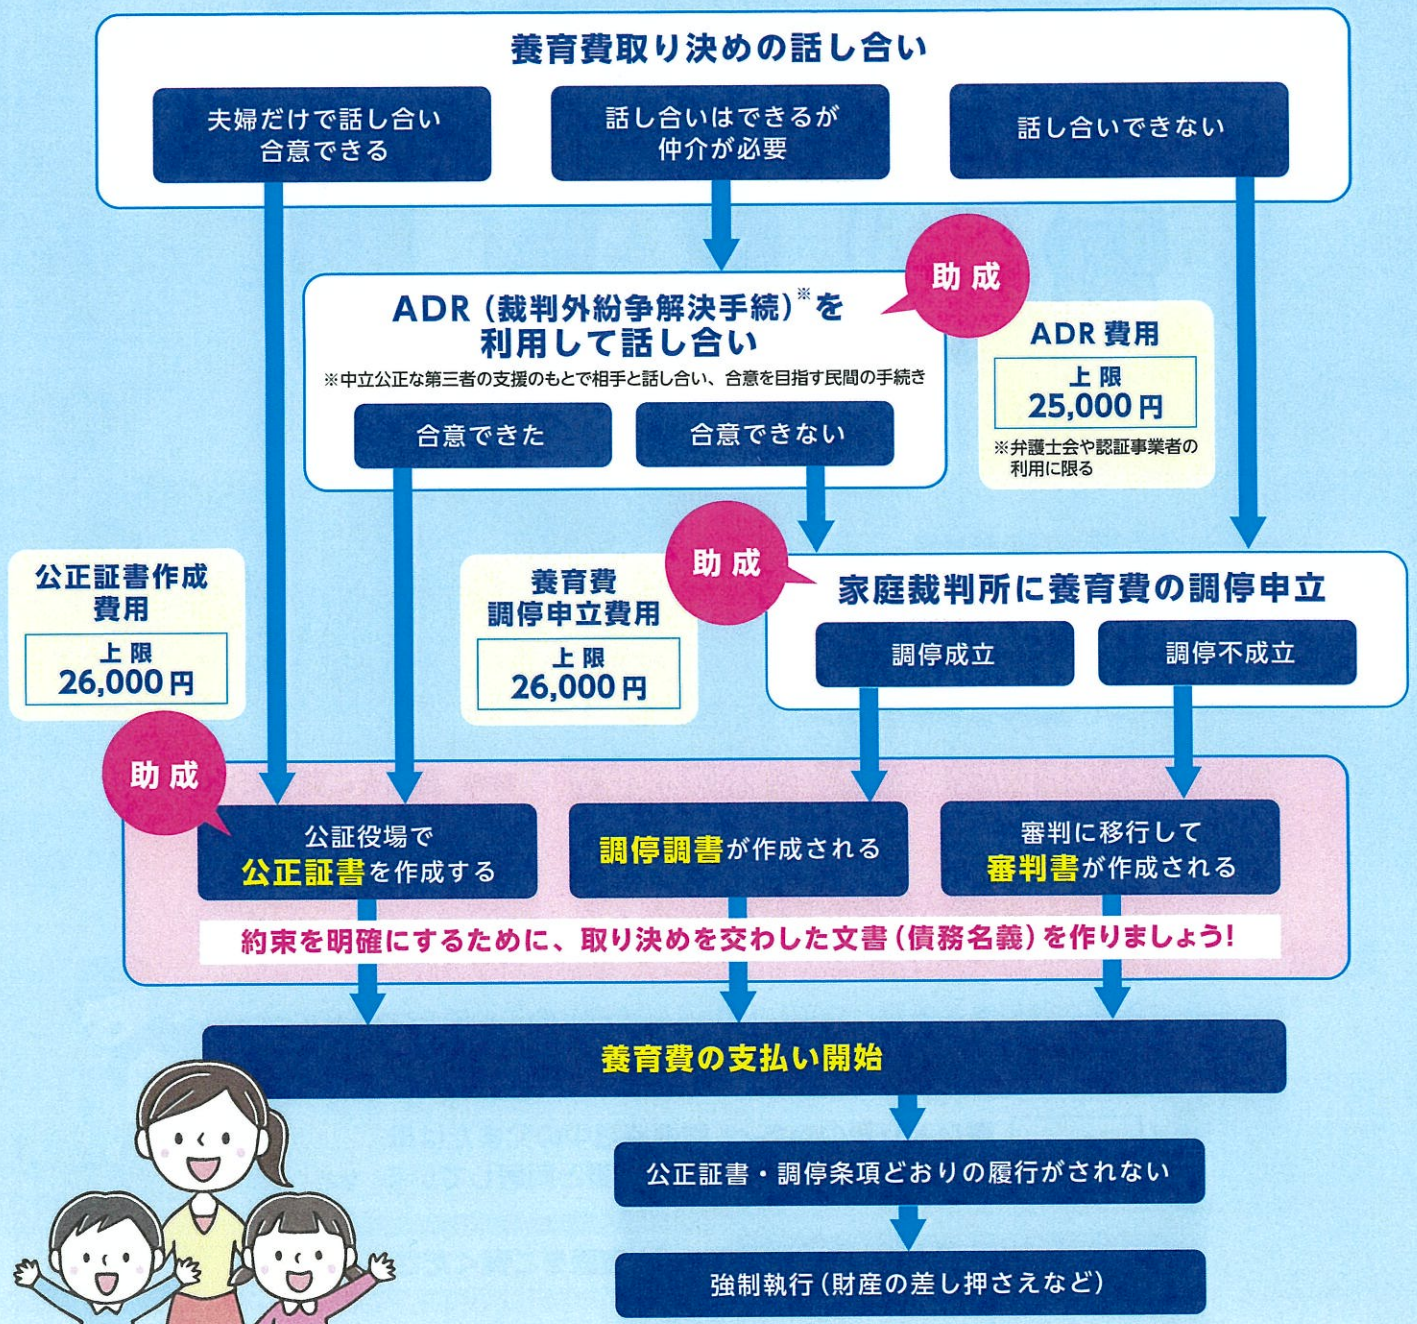 養育費取り決めの話し合い
夫婦だけで話し合い
合意できる
話し合いはできるが
仲介が必要
話し合いできない
助成
ADR（裁判外紛争解決手続）※を
利用して話し合い
※中立公正な第三者の支援のもとで相手と話し合い、合意を目指す民間の手続き
合意できた
合意できない
ADR 費用
上限
25,000 円
※弁護士会や認証事業者の
利用に限る
公正証書作成
費用
上限
26,000 円
養育費
調停申立費用
上限
26,000 円
助成
家庭裁判所に養育費の調停申立
調停成立
調停不成立
助成
公証役場で
公正証書を作成する
調停調書が作成される
審判に移行して
審判書が作成される
約束を明確にするために、取り決めを交わした文書（債務名義）を作りましょう!
養育費の支払い開始
公正証書・調停条項どおりの履行がされない
強制執行（財産の差し押さえなど）